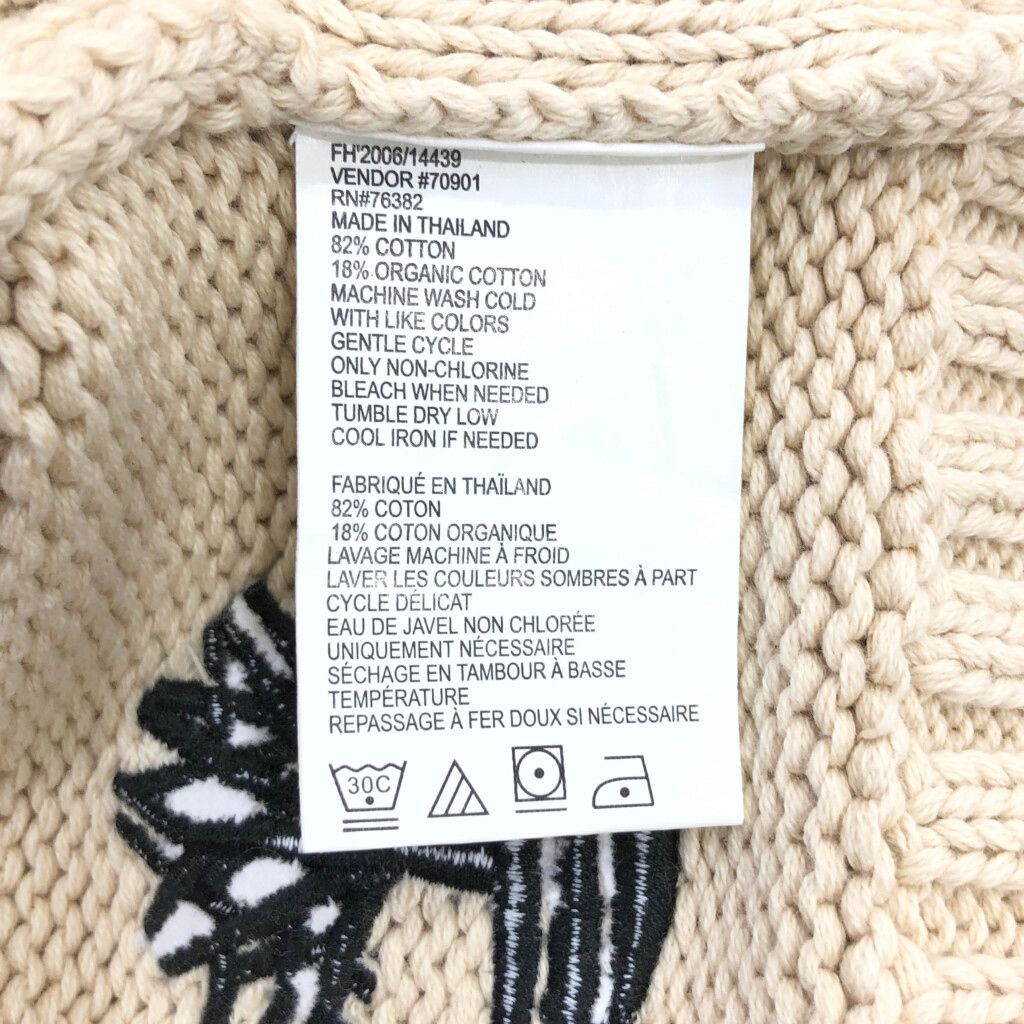 FH'2006/14439
VENDOR #70901
RN#76382
MADE IN THAILAND
82% COTTON
18% ORGANIC COTTON
MACHINE WASH COLD
WITH LIKE COLORS
GENTLE CYCLE
ONLY NON-CHLORINE
BLEACH WHEN NEEDED
TUMBLE DRY LOW
COOL IRON IF NEEDED
FABRIQUÉ EN THAÏLAND
82% COTON
18% COTON ORGANIQUE
LAVAGE MACHINE À FROID
LAVER LES COULEURS SOMBRES À PART
CYCLE DÉLICAT
EAU DE JAVEL NON CHLORÉE
UNIQUEMENT NÉCESSAIRE
SÉCHAGE EN TAMBOUR À BASSE
TEMPÉRATURE
REPASSAGE À FER DOUX SI NÉCESSAIRE
30C